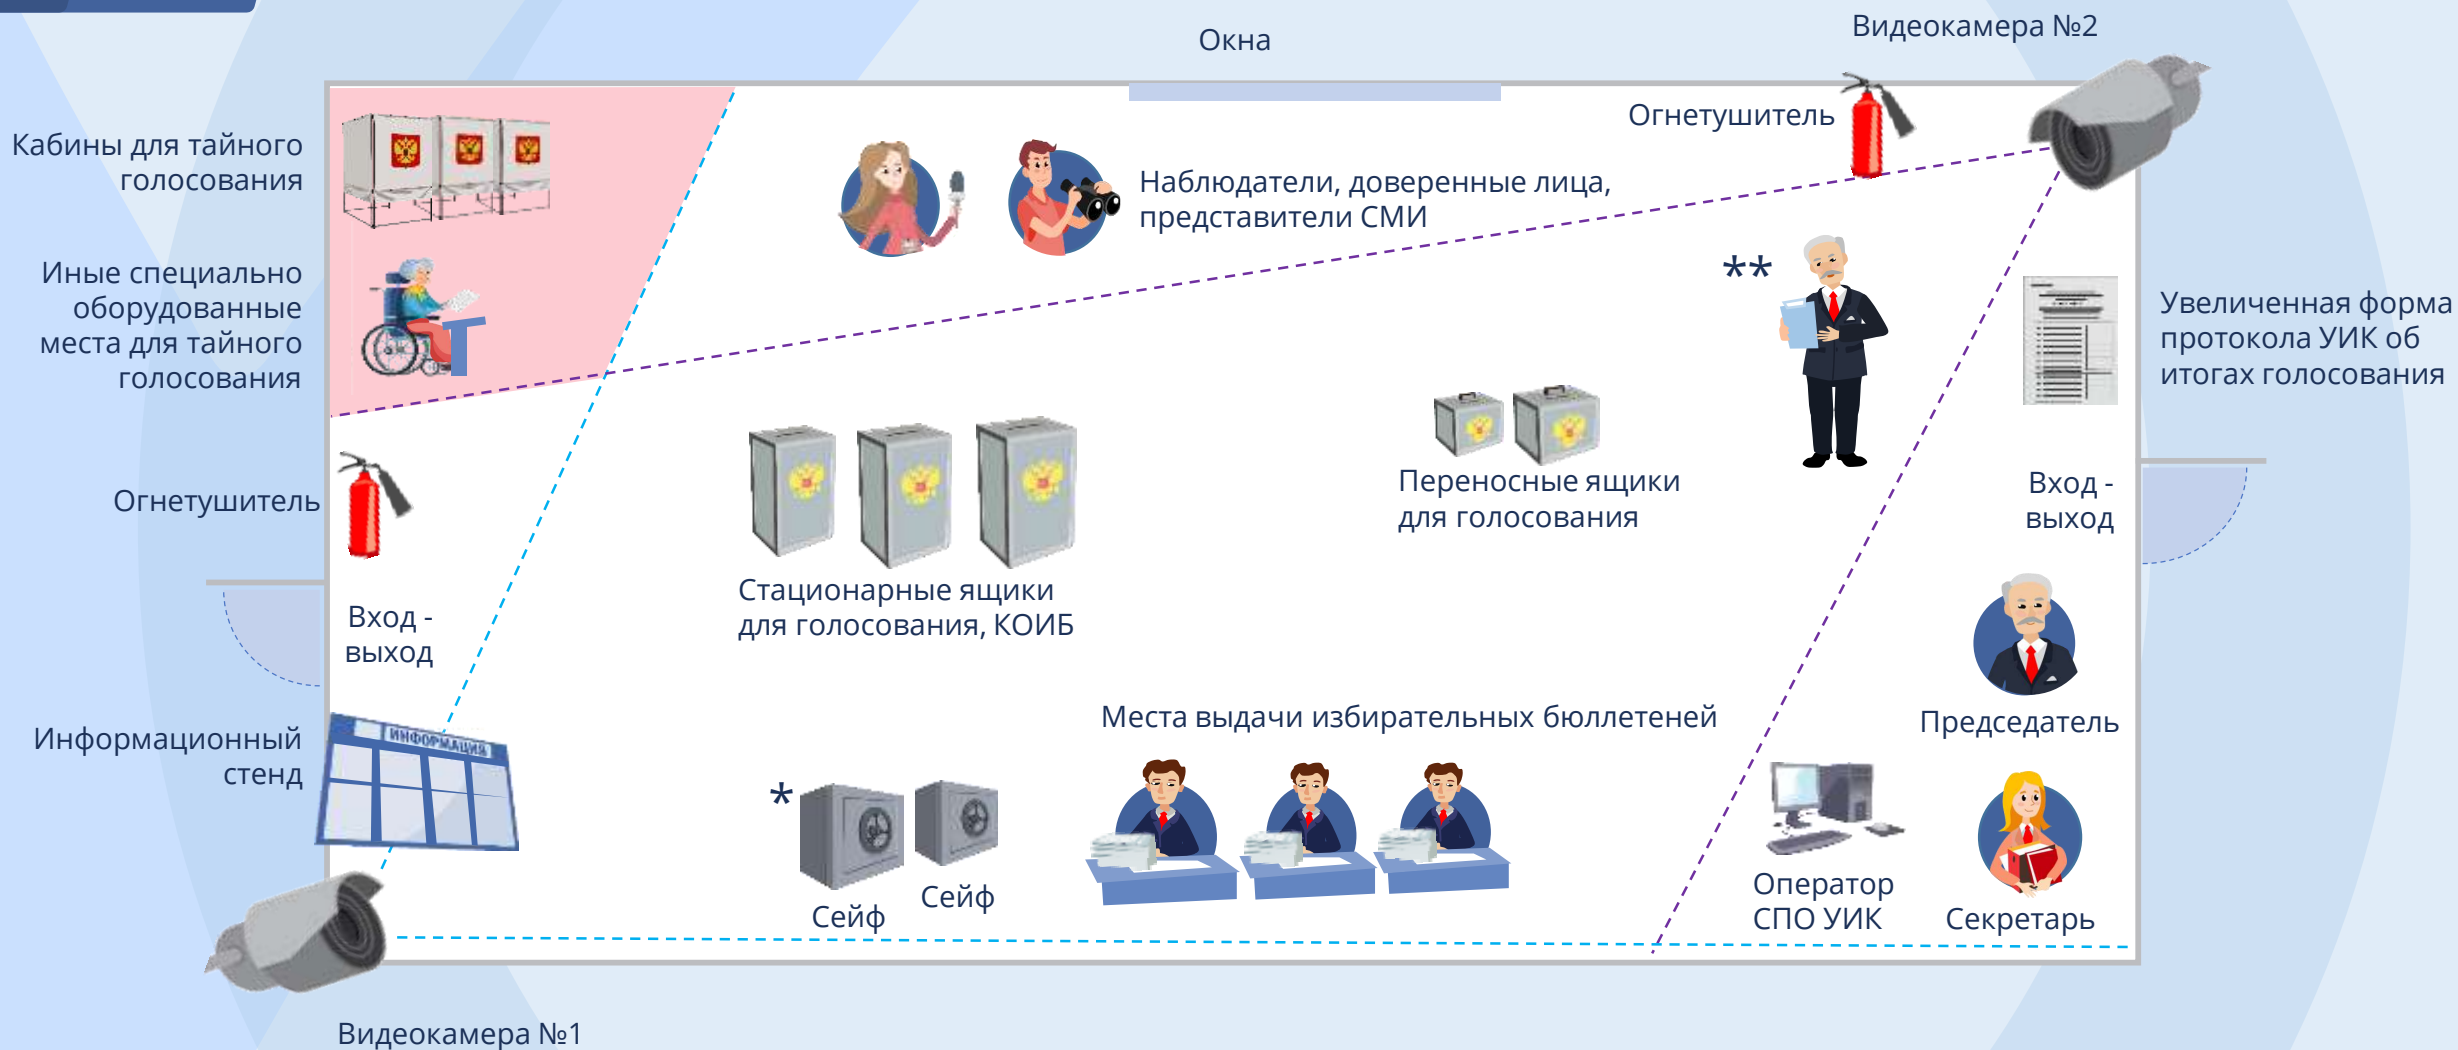 Окна
Видеокамера №2
Огнетушитель
Кабины для тайного
голосования
Наблюдатели, доверенные лица,
представители СМИ
Иные специально
оборудованные
места для тайного
голосования
**
Увеличенная форма
протокола УИК об
итогах голосования
Огнетушитель
Переносные ящики
для голосования
Вход -
выход
Стационарные ящики
для голосования, КОИБ
Вход -
выход
Информационный
стенд
ИНФОРМАЦИЯ
Места выдачи избирательных бюллетеней
Председатель
*
Сейф
Сейф
Оператор
СПО УИК
Секретарь
Видеокамера №1